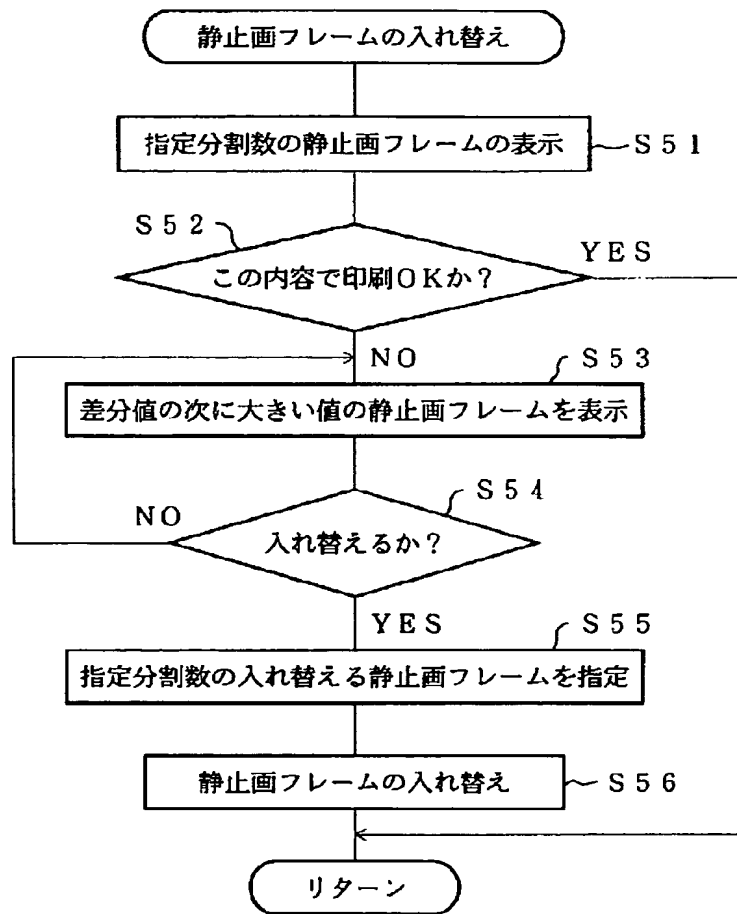 静止画フレームの入れ替え
指定分割数の静止画フレームの表示
S51
S52
この内容で印刷OKか?
YES
NO
S53
差分値の次に大きい値の静止画フレームを表示
S54
NO
入れ替えるか?
YES
S55
指定分割数の入れ替える静止画フレームを指定
静止画フレームの入れ替え
S56
リターン